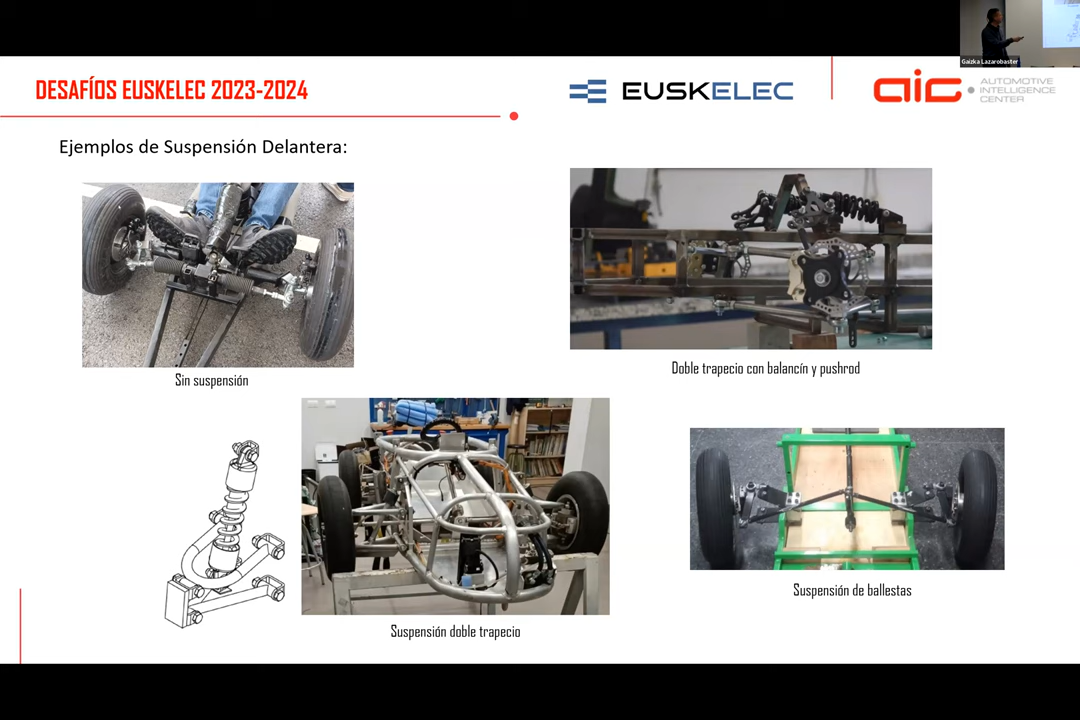 Gaizka Lazarobaster
DESAFÍOS EUSKELEC 2023-2024
EUSKELEC
aic
AUTOMOTIVE
INTELLIGENCE
CENTER
Ejemplos de Suspensión Delantera:
Sin suspensión
Doble trapecio con balancín y pushrod
Suspensión doble trapecio
Suspensión de ballestas